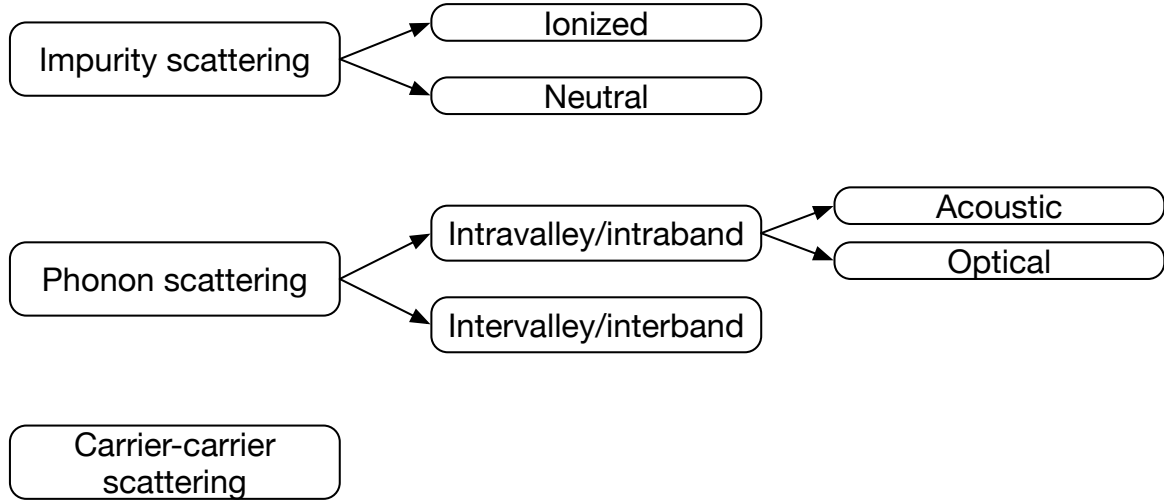 Impurity scattering
Ionized
Neutral
Phonon scattering
Intravalley/intraband
Acoustic
Optical
Intervalley/interband
Carrier-carrier
scattering